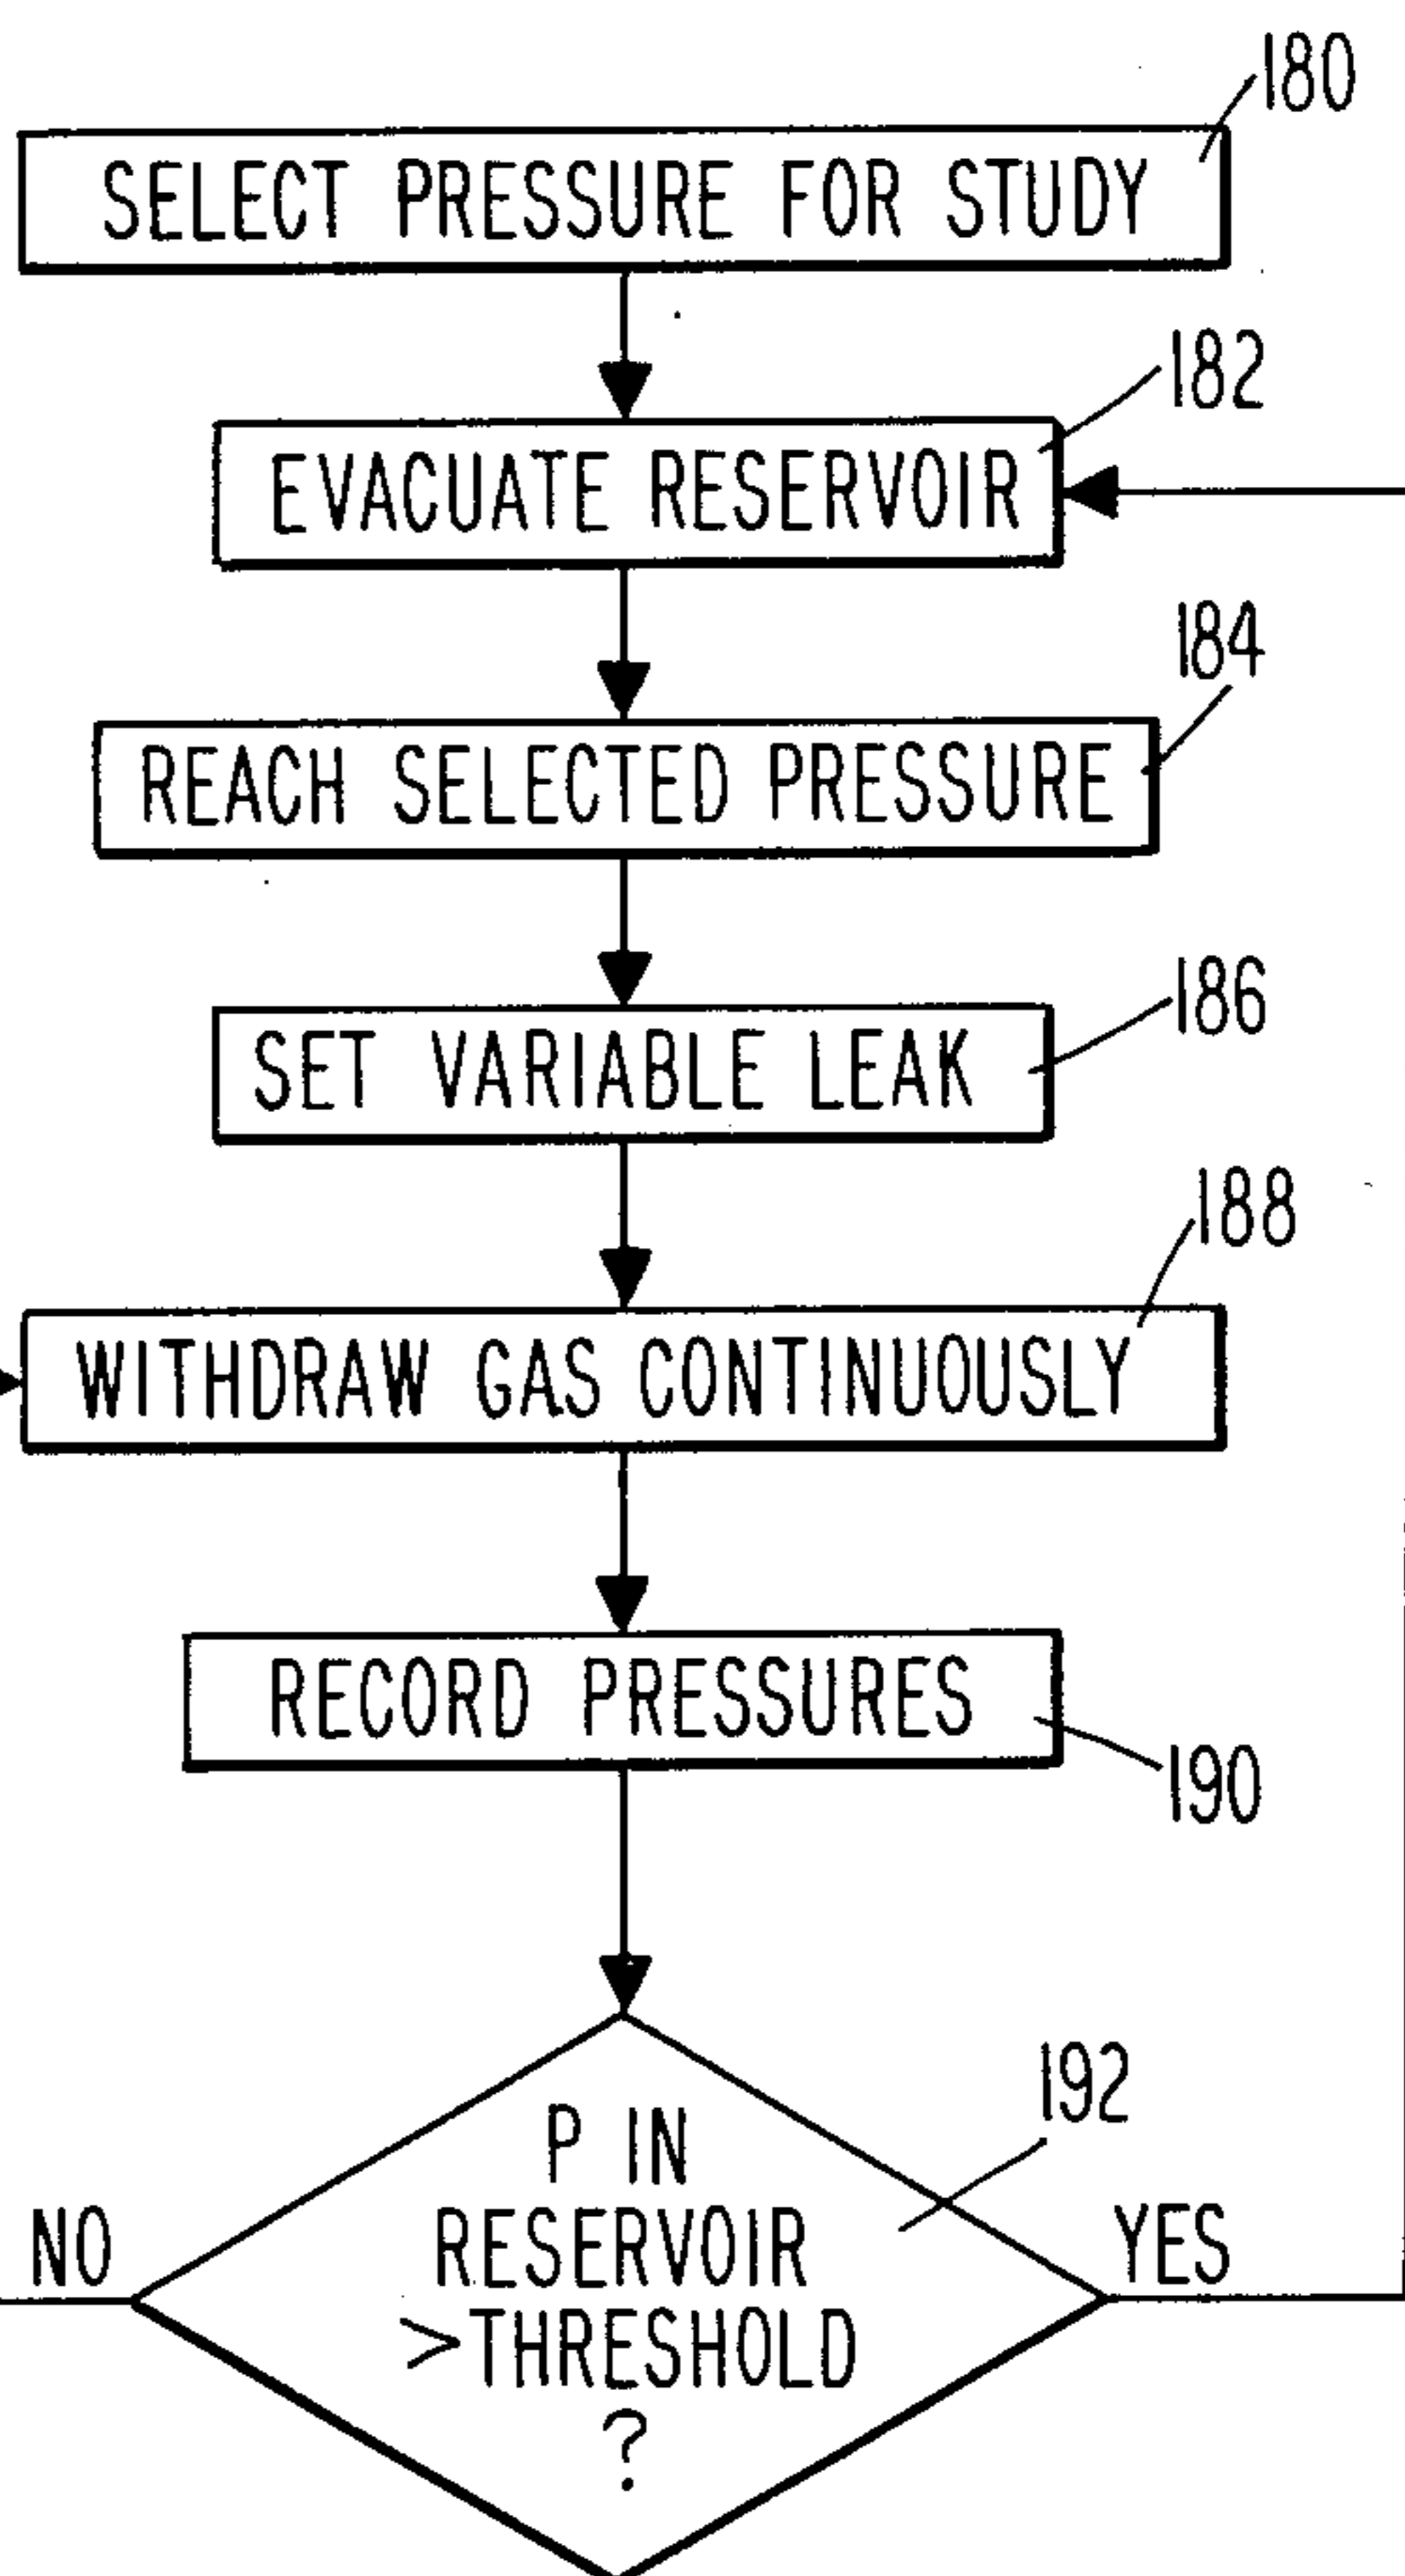 180
SELECT PRESSURE FOR STUDY
182
EVACUATE RESERVOIR
184
REACH SELECTED PRESSURE
186
SET VARIABLE LEAK
188
WITHDRAW GAS CONTINUOUSLY
RECORD PRESSURES
190
192
P IN
RESERVOIR
>THRESHOLD
?
NO
YES